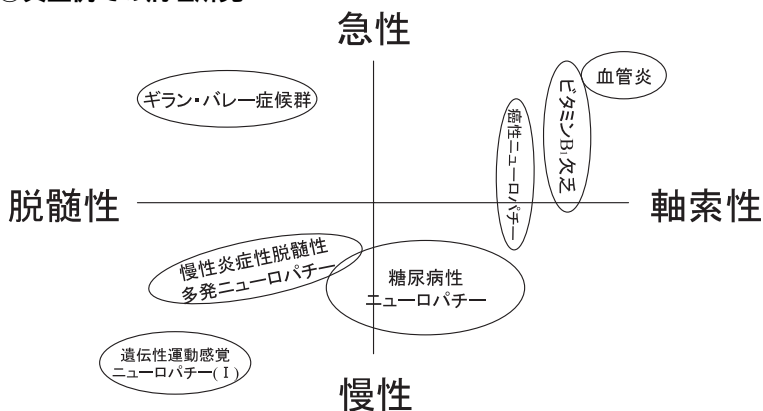 急性
ギラン・バレー症候群
血管炎
ビタミンB₁欠乏
癌性ニューロパチー
脱髄性
軸索性
慢性炎症性脱髄性
多発ニューロパチー
糖尿病性
ニューロパチー
遺伝性運動感覚
ニューロパチー(Ⅰ)
慢性